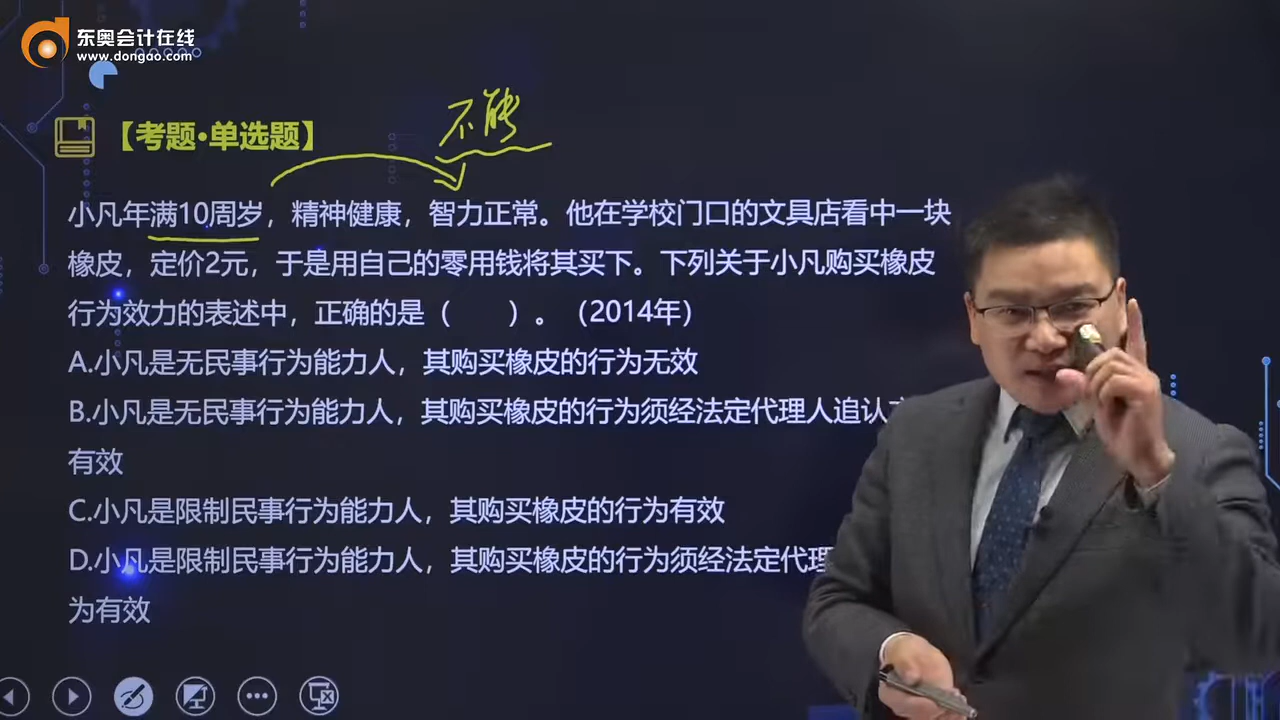 东奥会计在线
www.dongao.com
不能
【考题•单选题】
小凡年满10周岁，精神健康，智力正常。他在学校门口的文具店看中一块
橡皮，定价2元，于是用自己的零用钱将其买下。下列关于小凡购买橡皮
行为效力的表述中，正确的是（　　）。（2014年）
A.小凡是无民事行为能力人，其购买橡皮的行为无效
B.小凡是无民事行为能力人，其购买橡皮的行为须经法定代理人追认
有效
C.小凡是限制民事行为能力人，其购买橡皮的行为有效
D.小凡是限制民事行为能力人，其购买橡皮的行为须经法定代理
为有效